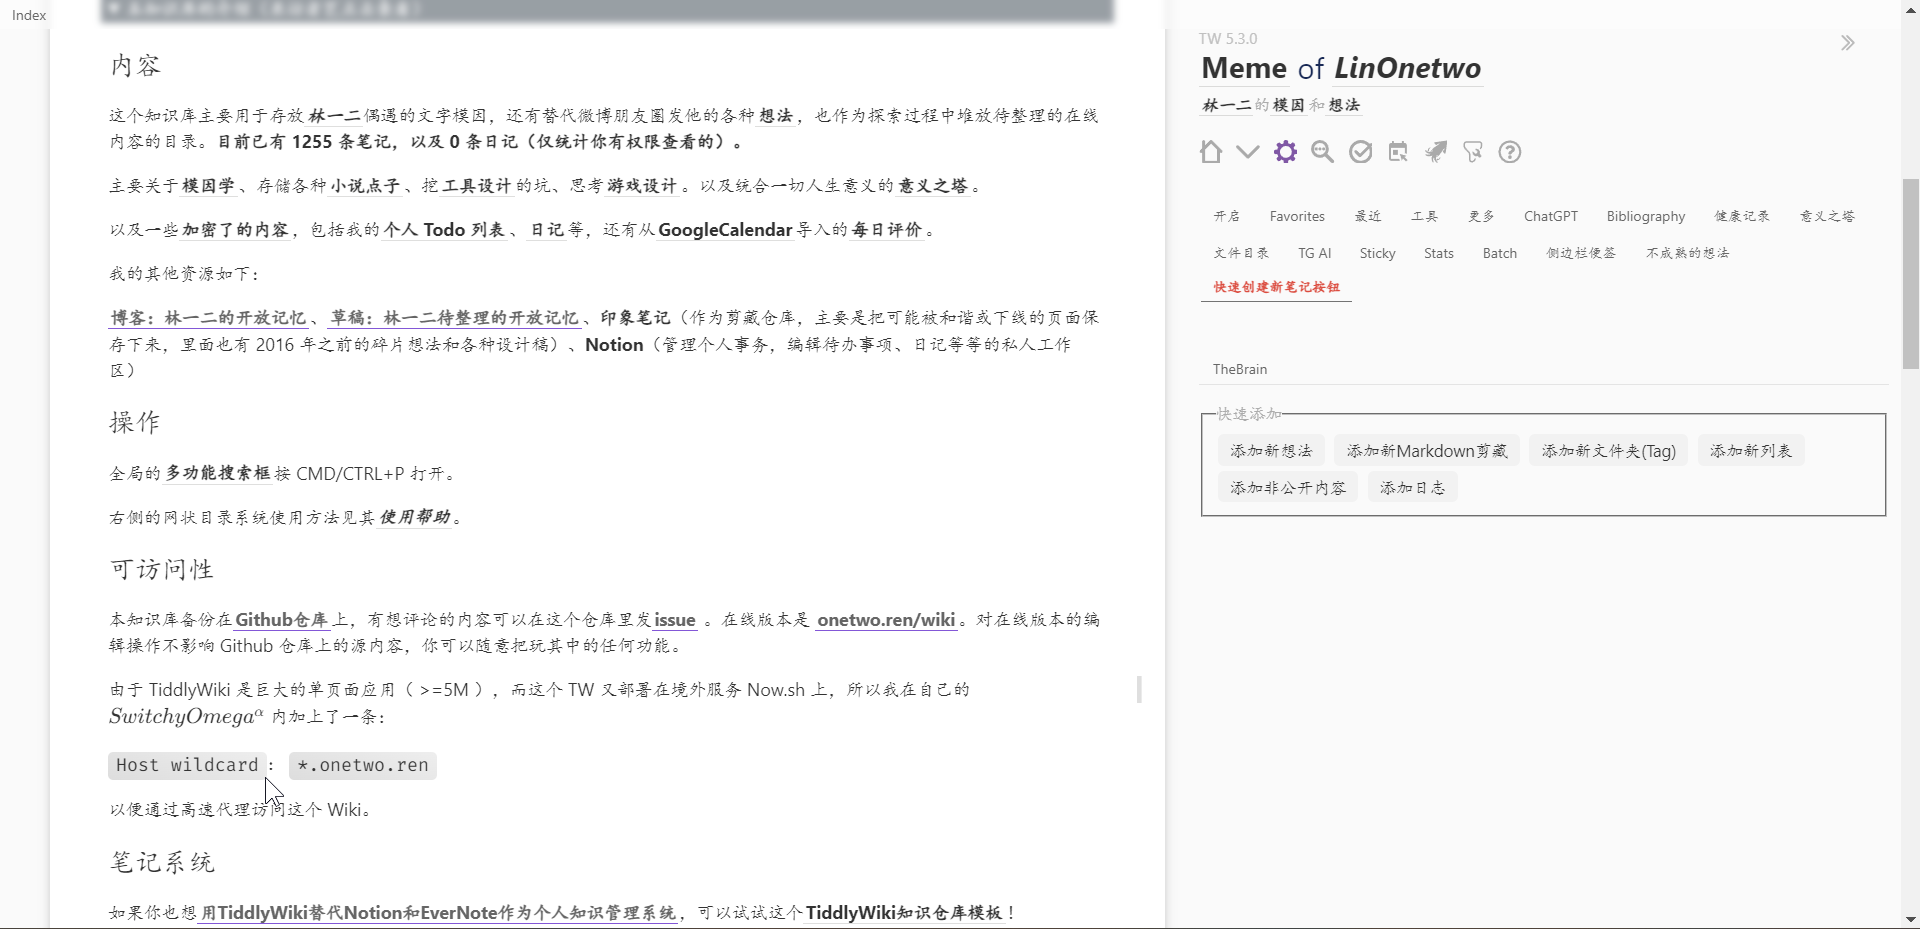 Index
内容
这个知识库主要用于存放林一二偶遇的文字模因，还有替代微博朋友圈发他的各种想法，也作为探索过程中堆放待整理的在线
内容的目录。目前已有 1255 条笔记，以及 0 条日记（仅统计你有权限查看的）。
主要关于模因学、存储各种小说点子、挖工具设计的坑、思考游戏设计。以及统合一切人生意义的意义之塔。
以及一些加密了的内容，包括我的个人 Todo 列表、日记等，还有从GoogleCalendar导入的每日评价。
我的其他资源如下：
博客：林一二的开放记忆、草稿：林一二待整理的开放记忆、印象笔记（作为剪藏仓库，主要是把可能被和谐或下线的页面保
存下来，里面也有 2016 年之前的碎片想法和各种设计稿）、Notion（管理个人事务，编辑待办事项、日记等等的私人工作
区）
操作
全局的多功能搜索框按 CMD/CTRL+P 打开。
右侧的网状目录系统使用方法见其使用帮助。
可访问性
本知识库备份在Github仓库上，有想评论的内容可以在这个仓库里发issue 。在线版本是 onetwo.ren/wiki。对在线版本的编
辑操作不影响 Github 仓库上的源内容，你可以随意把玩其中的任何功能。
由于 TiddlyWiki 是巨大的单页面应用（ >=5M ），而这个 TW 又部署在境外服务 Now.sh 上，所以我在自己的
SwitchyOmega^α 内加上了一条：
Host wildcard ： *.onetwo.ren
以便通过高速代理访问这个 Wiki。
笔记系统
如果你也想用TiddlyWiki替代Notion和EverNote作为个人知识管理系统，可以试试这个TiddlyWiki知识仓库模板！
TW 5.3.0
Meme of LinOnetwo
林一二的模因和想法
开启 Favorites 最近 工具 更多 ChatGPT Bibliography 健康记录 意义之塔
文件目录 TG AI Sticky Stats Batch 侧边栏便签 不成熟的想法
快速创建新笔记按钮
TheBrain
快速添加
添加新想法 添加新Markdown剪藏 添加新文件夹(Tag) 添加新列表
添加非公开内容 添加日志